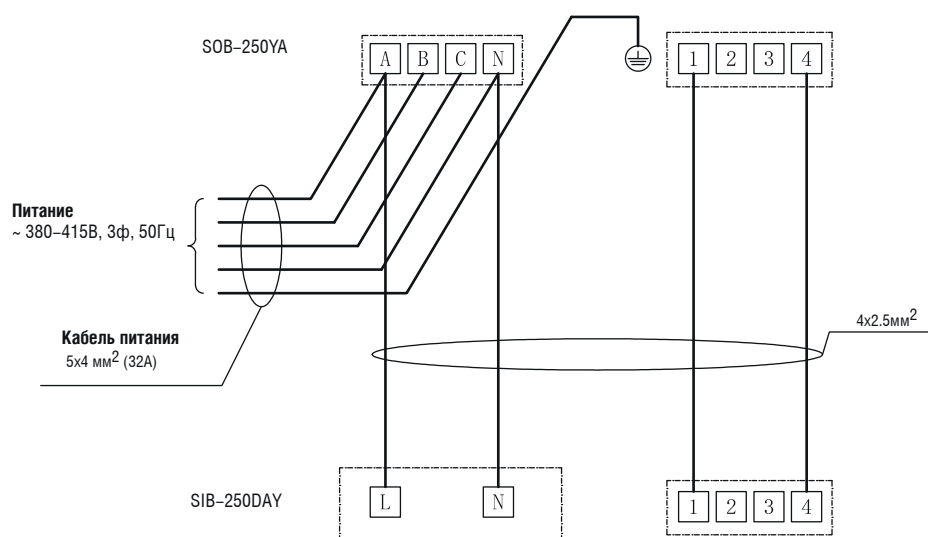 SOB–250YA
A B C N
1 2 3 4
Питание
~ 380–415В, 3ф, 50Гц
Кабель питания
5х4 мм² (32А)
4х2.5мм²
SIB–250DAY
L N
1 2 3 4